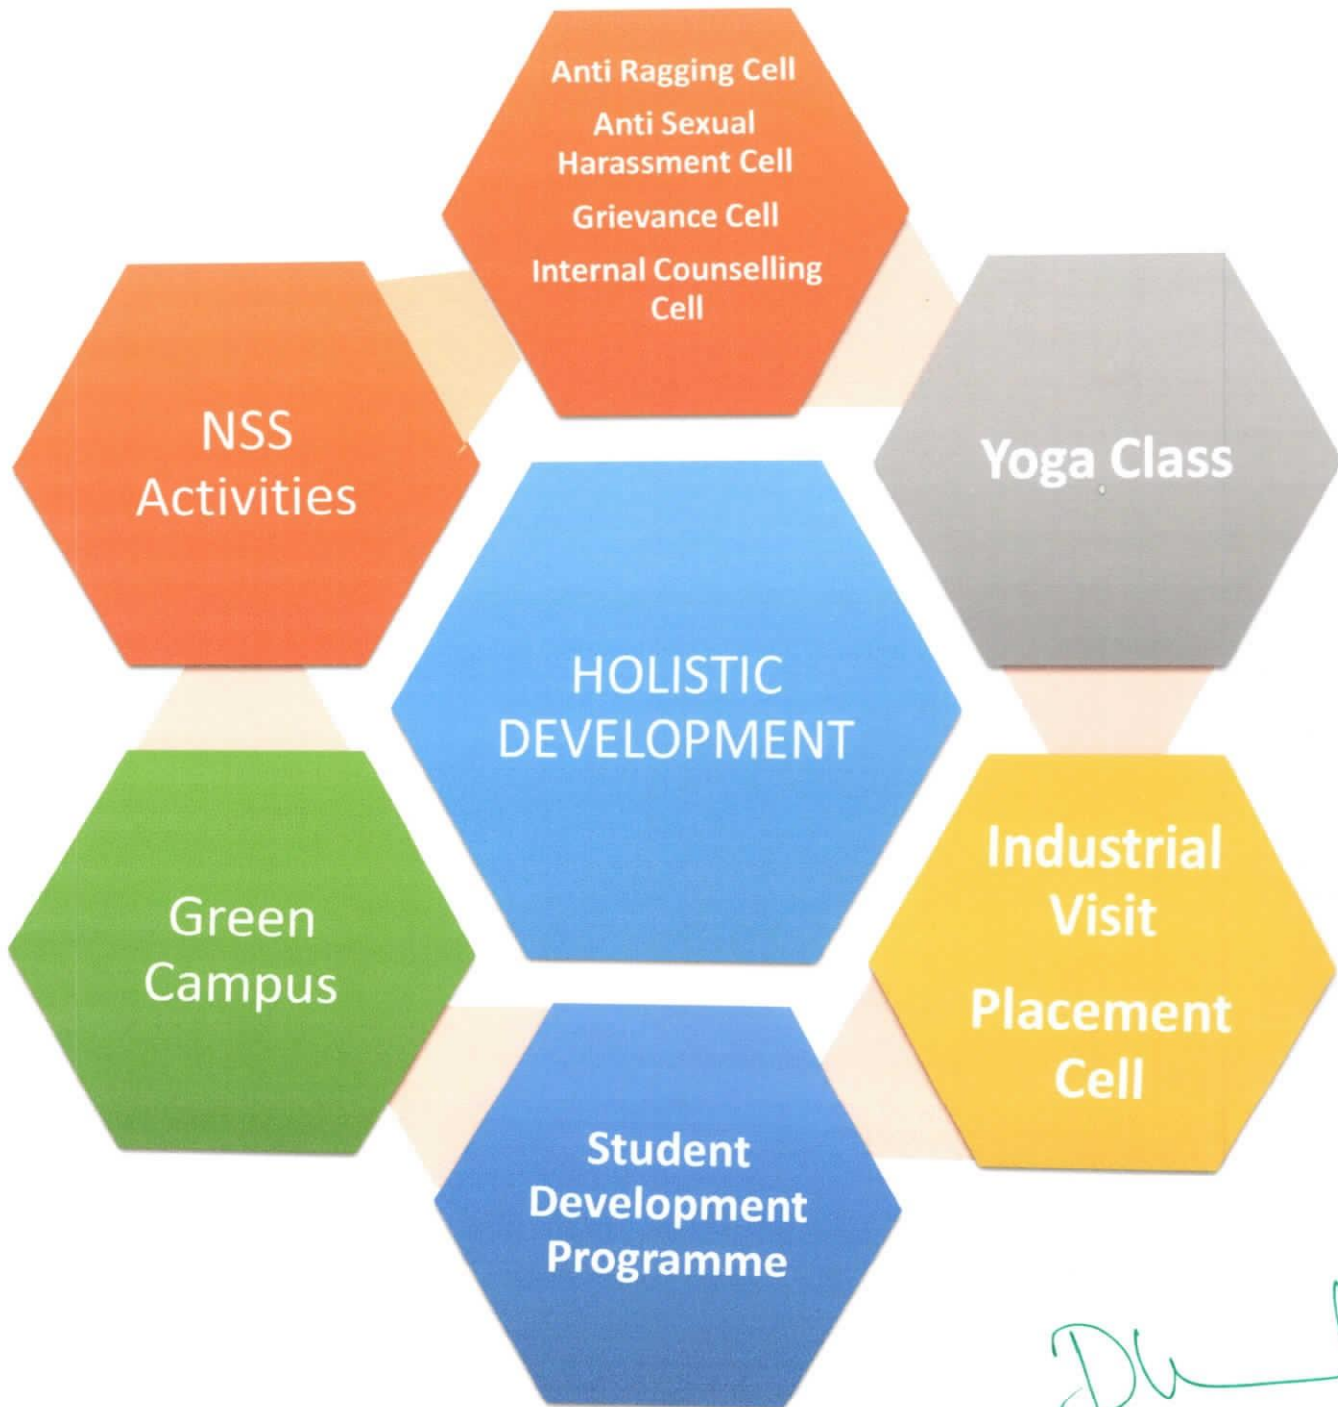 Anti Ragging Cell
Anti Sexual
Harassment Cell
Grievance Cell
Internal Counselling
Cell
NSS
Activities
Yoga Class
HOLISTIC
DEVELOPMENT
Green
Campus
Industrial
Visit
Placement
Cell
Student
Development
Programme